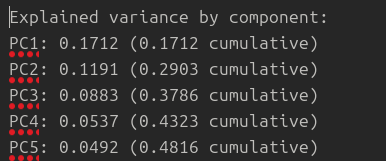 Explained variance by component:
PC1: 0.1712 (0.1712 cumulative)
PC2: 0.1191 (0.2903 cumulative)
PC3: 0.0883 (0.3786 cumulative)
PC4: 0.0537 (0.4323 cumulative)
PC5: 0.0492 (0.4816 cumulative)